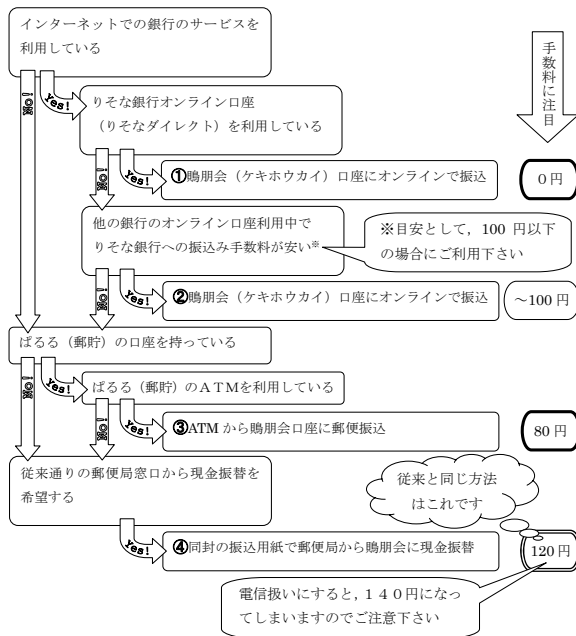 インターネットでの銀行のサービスを
利用している
手数料に注目
No!
Yes!
りそな銀行オンライン口座
（りそなダイレクト）を利用している
No!
Yes!
①鵙朋会（ケキホウカイ）口座にオンラインで振込
0円
他の銀行のオンライン口座利用中で
りそな銀行への振込み手数料が安い※
※目安として，100 円以下
の場合にご利用下さい
No!
Yes!
②鵙朋会（ケキホウカイ）口座にオンラインで振込
～100円
ぱるる（郵貯）の口座を持っている
No!
Yes!
ぱるる（郵貯）のＡＴＭを利用している
No!
Yes!
③ATM から鵙朋会口座に郵便振込
80 円
従来通りの郵便局窓口から現金振替を
希望する
従来と同じ方法
はこれです
Yes!
④同封の振込用紙で郵便局から鵙朋会に現金振替
120円
電信扱いにすると，１４０円になっ
てしまいますのでご注意下さい